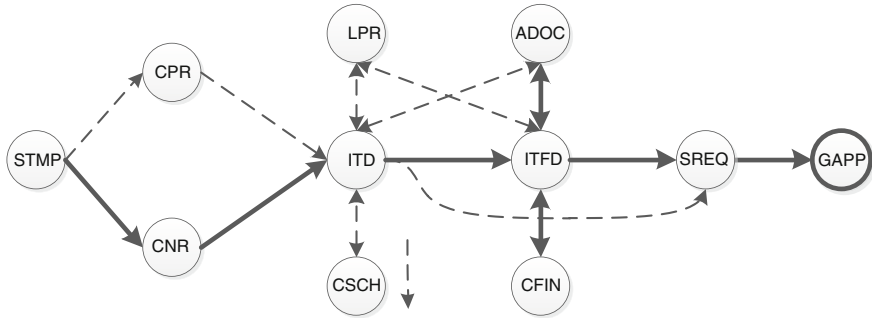 LPR
ADOC
CPR
STMP
ITD
ITFD
SREQ
GAPP
CNR
CSCH
CFIN